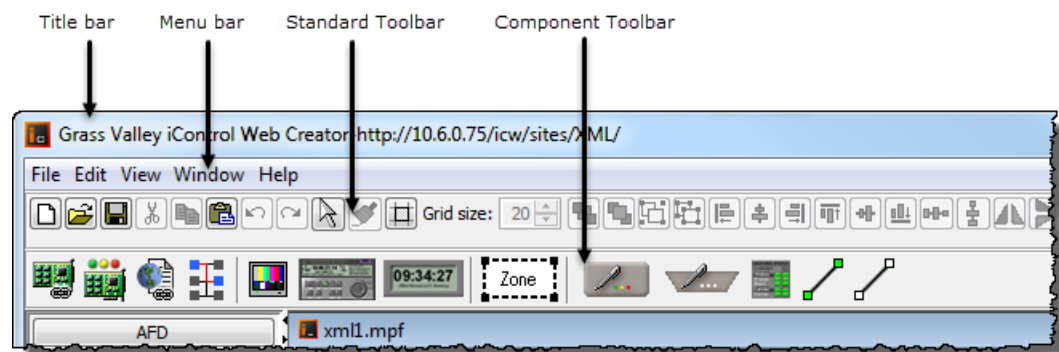 Title bar Menu bar Standard Toolbar Component Toolbar
Grass Valley iControl Web Creator-http://10.6.0.75/icw/sites/XML/
File Edit View Window Help
Grid size: 20
09:34:27 Zone
AFD xml1.mpf